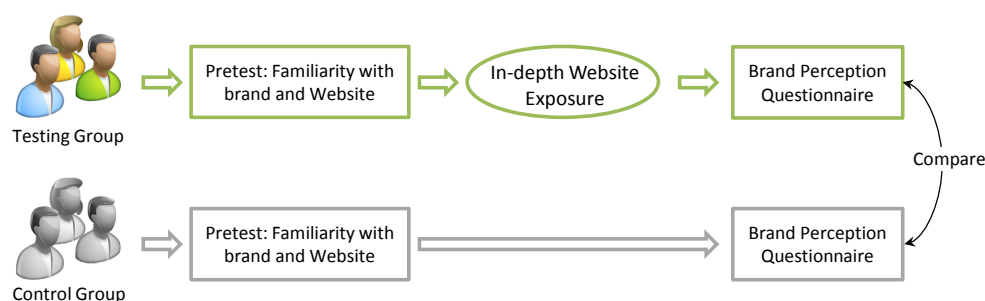 Pretest: Familiarity with
brand and Website
In-depth Website
Exposure
Brand Perception
Questionnaire
Testing Group
Compare
Pretest: Familiarity with
brand and Website
Brand Perception
Questionnaire
Control Group